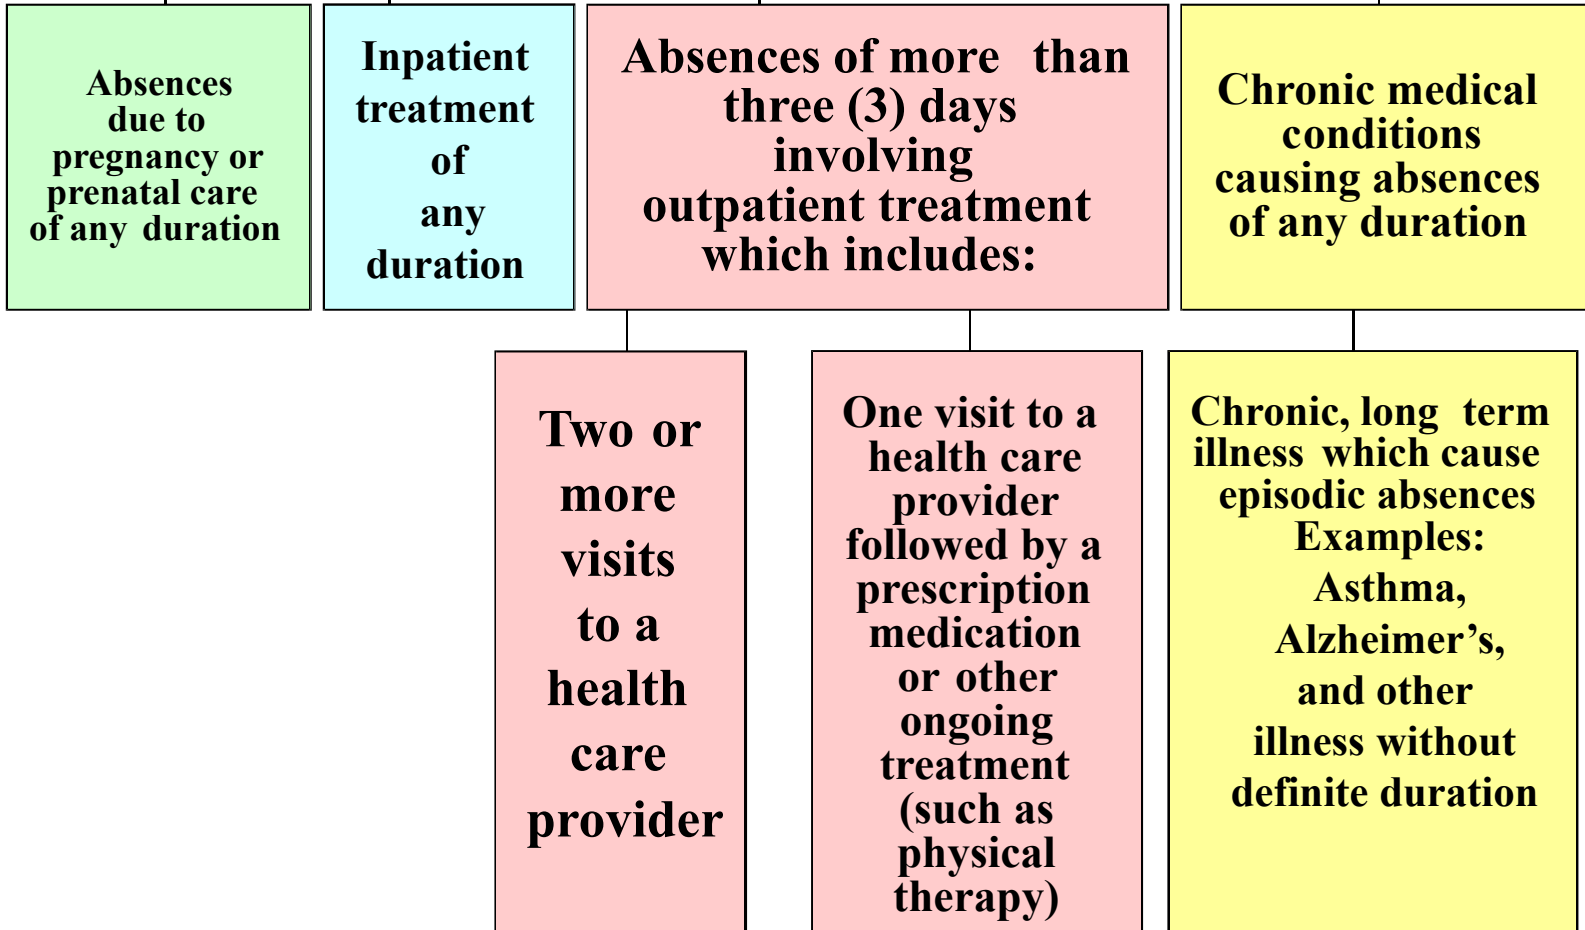 Absences
due to
pregnancy or
prenatal care
of any duration
Inpatient
treatment
of
any
duration
Absences of more than
three (3) days
involving
outpatient treatment
which includes:
Chronic medical
conditions
causing absences
of any duration
Two or
more
visits
to a
health
care
provider
One visit to a
health care
provider
followed by a
prescription
medication
or other
ongoing
treatment
(such as
physical
therapy)
Chronic, long term
illness which cause
episodic absences
Examples:
Asthma,
Alzheimer’s,
and other
illness without
definite duration